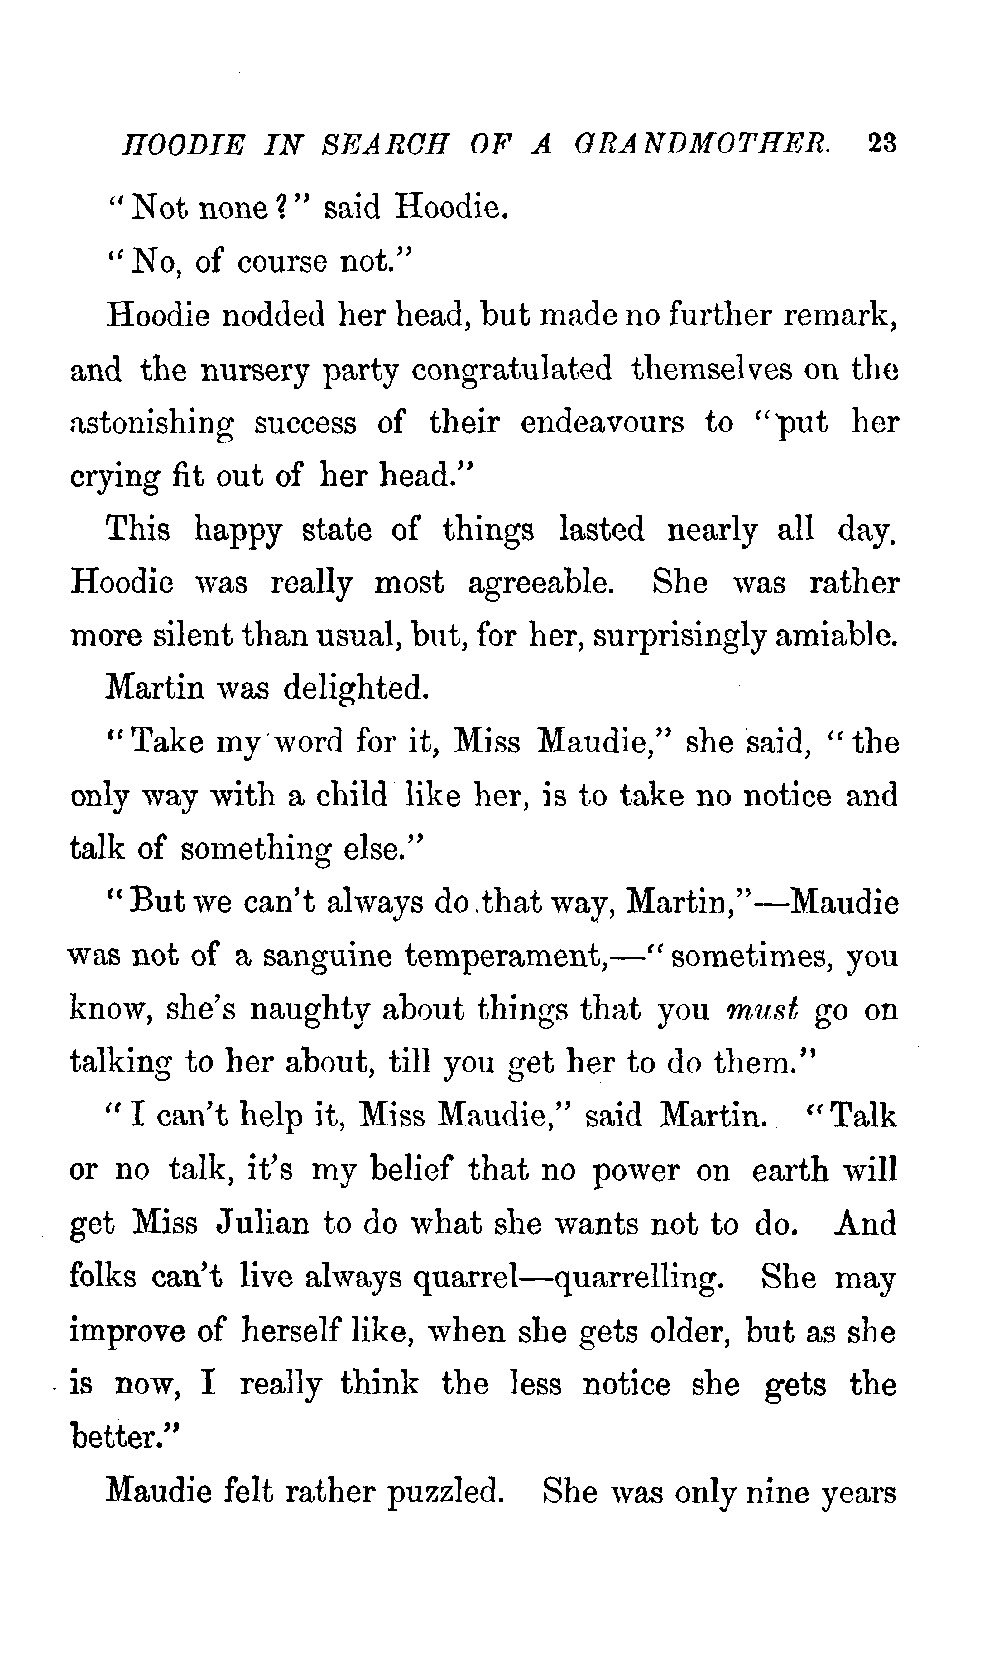 HOODIE IN SEARCH OF A GRANDMOTHER. 23
"Not none?" said Hoodie.
"No, of course not."
Hoodie nodded her head, but made no further remark,
and the nursery party congratulated themselves on the
astonishing success of their endeavours to "put her
crying fit out of her head."
This happy state of things lasted nearly all day.
Hoodie was really most agreeable. She was rather
more silent than usual, but, for her, surprisingly amiable.
Martin was delighted.
"Take my word for it, Miss Maudie," she said, "the
only way with a child like her, is to take no notice and
talk of something else."
"But we can't always do that way, Martin,"—Maudie
was not of a sanguine temperament,—"sometimes, you
know, she's naughty about things that you must go on
talking to her about, till you get her to do them."
"I can't help it, Miss Maudie," said Martin. "Talk
or no talk, it's my belief that no power on earth will
get Miss Julian to do what she wants not to do. And
folks can't live always quarrel—quarrelling. She may
improve of herself like, when she gets older, but as she
is now, I really think the less notice she gets the
better."
Maudie felt rather puzzled. She was only nine years